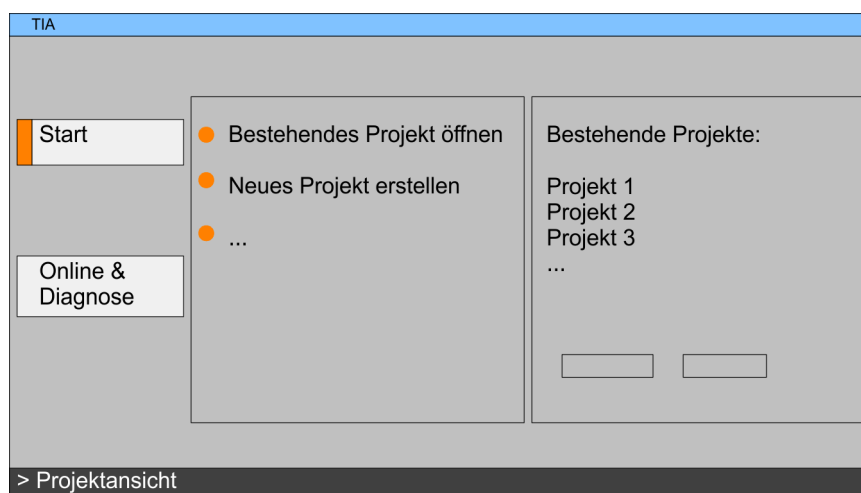 TIA
Start
Online &
Diagnose
Bestehendes Projekt öffnen
Neues Projekt erstellen
...
Bestehende Projekte:
Projekt 1
Projekt 2
Projekt 3
...
> Projektansicht